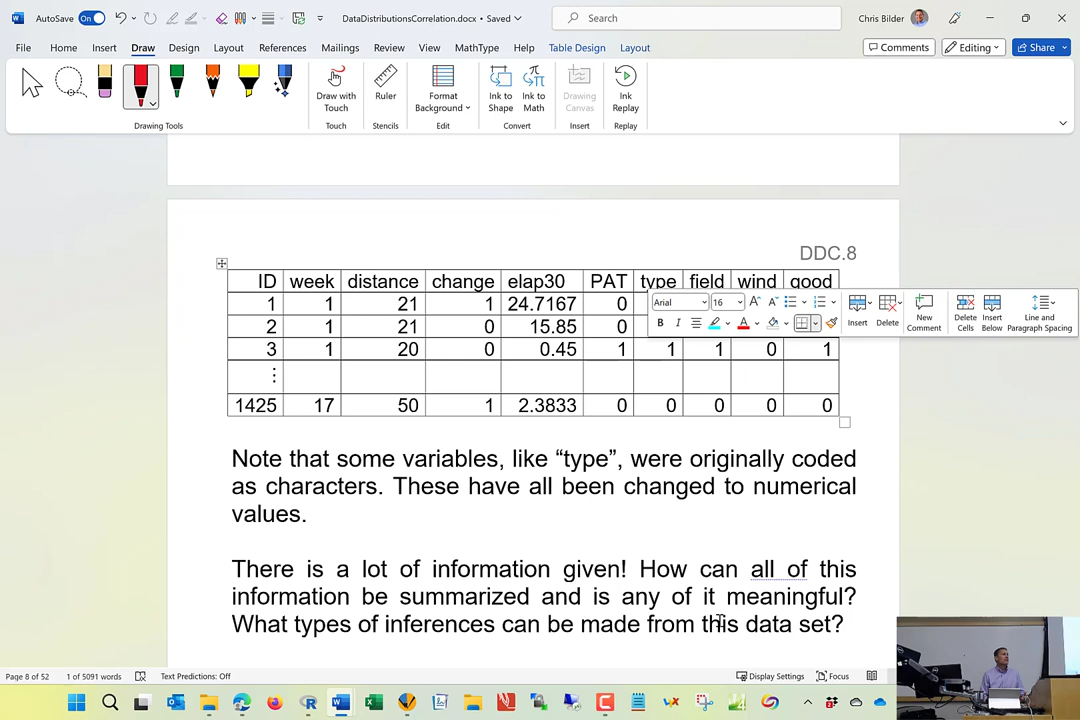 AutoSave On DataDistributionsCorrelation.docx • Saved Search Chris Bilder
File Home Insert Draw Design Layout References Mailings Review View MathType Help Table Design Layout Comments Editing Share
Draw with Touch Ruler Format Background Ink to Shape Ink to Math Drawing Canvas Ink Replay
Drawing Tools Touch Stencils Edit Convert Insert Replay
DDC.8
ID week distance change elap30 PAT type field wind good
1 1 21 1 24.7167 0
Arial 16 A A Insert Delete New Comment Delete Cells Insert Below Line and Paragraph Spacing
2 1 21 0 15.85 0
B I A
3 1 20 0 0.45 1 1 1 0 1
⋮
1425 17 50 1 2.3833 0 0 0 0 0
Note that some variables, like “type”, were originally coded
as characters. These have all been changed to numerical
values.
There is a lot of information given! How can all of this
information be summarized and is any of it meaningful?
What types of inferences can be made from this data set?
Page 8 of 52 1 of 5091 words Text Predictions: Off Display Settings Focus